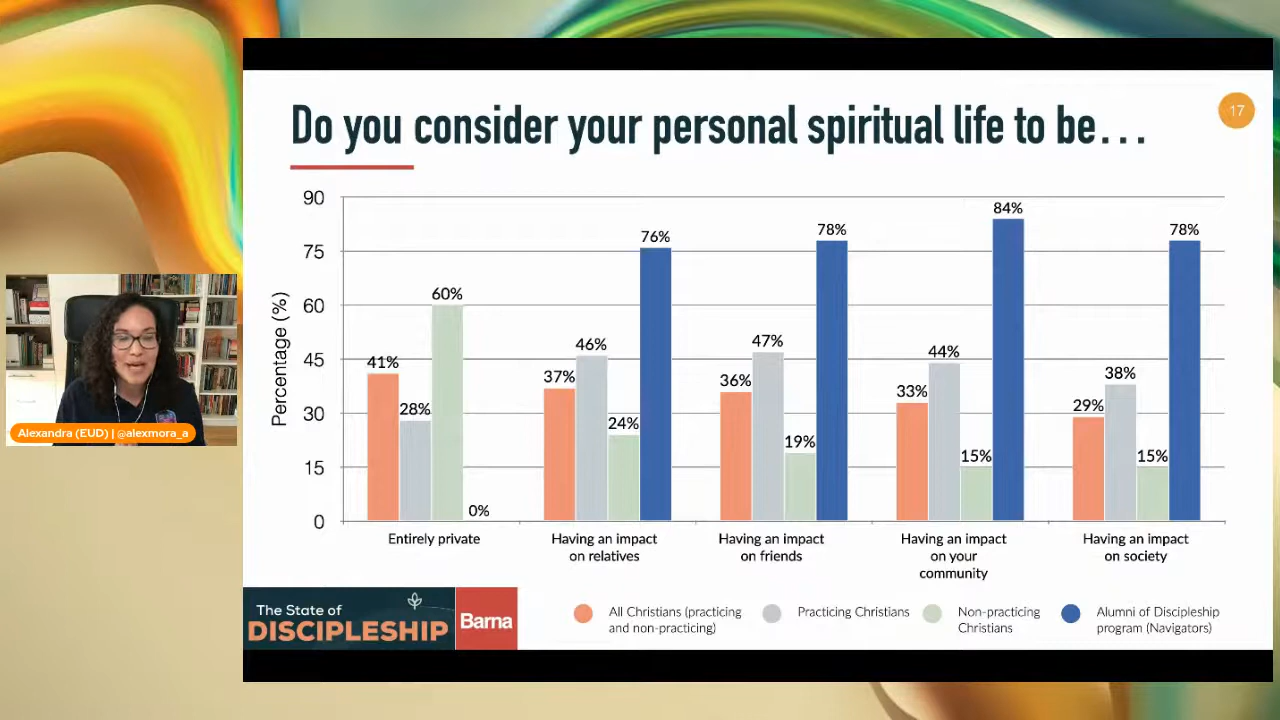 Do you consider your personal spiritual life to be...
17
Percentage (%)
90
75
60
45
30
15
0
41%
28%
60%
0%
37%
46%
24%
76%
36%
47%
19%
78%
33%
44%
15%
84%
29%
38%
15%
78%
Entirely private
Having an impact
on relatives
Having an impact
on friends
Having an impact
on your
community
Having an impact
on society
All Christians (practicing
and non-practicing)
Practicing Christians
Non-practicing
Christians
Alumni of Discipleship
program (Navigators)
The State of
DISCIPLESHIP
Barna
Alexandra (EUD) | @alexmora_a